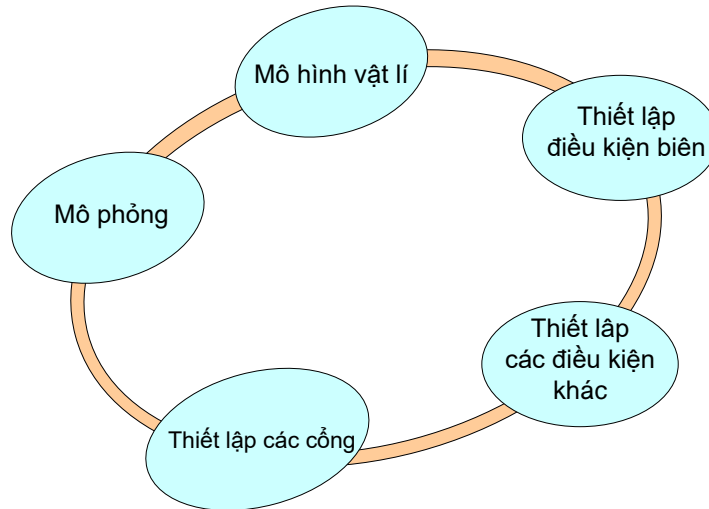 Mô hình vật lí
Thiết lập
điều kiện biên
Thiết lâp
các điều kiện
khác
Thiết lập các cổng
Mô phỏng